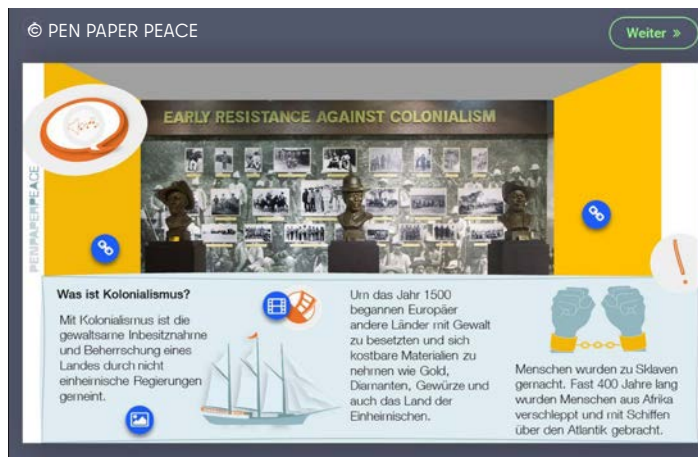 © PEN PAPER PEACE
Weiter »
EARLY RESISTANCE AGAINST COLONIALISM
PENPAPERPEACE
Was ist Kolonialismus?
Mit Kolonialismus ist die
gewaltsame Inbesitznahme
und Beherrschung eines
Landes durch nicht
einheimische Regierungen
gemeint.
Um das Jahr 1500
begannen Europäer
andere Länder mit Gewalt
zu besetzten und sich
kostbare Materialien zu
nehmen wie Gold,
Diamanten, Gewürze und
auch das Land der
Einheimischen.
Menschen wurden zu Sklaven
gemacht. Fast 400 Jahre lang
wurden Menschen aus Afrika
verschleppt und mit Schiffen
über den Atlantik gebracht.